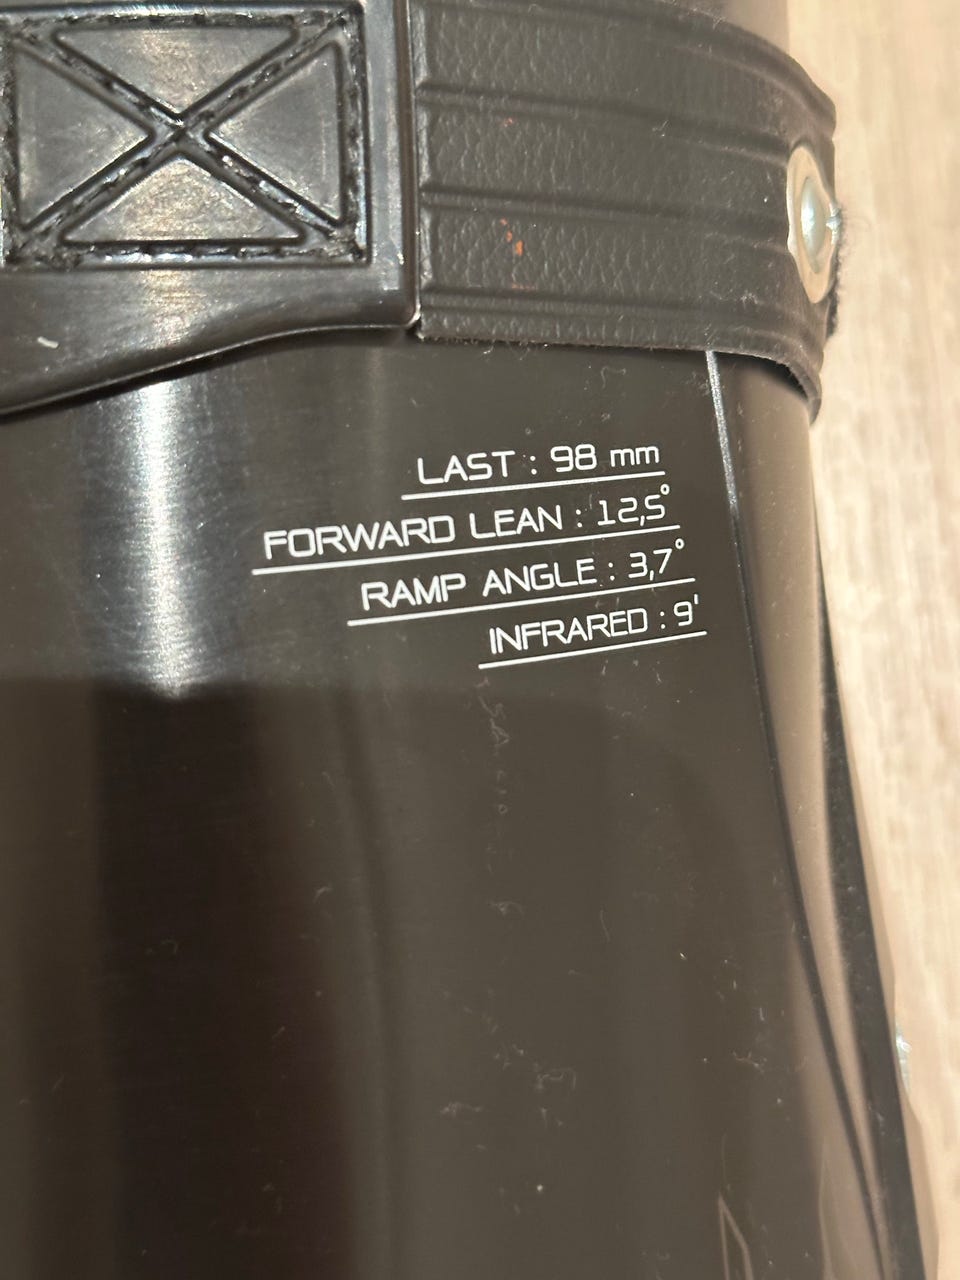 LAST : 98 mm
FORWARD LEAN : 12,5°
RAMP ANGLE : 3,7°
INFRARED : 9'